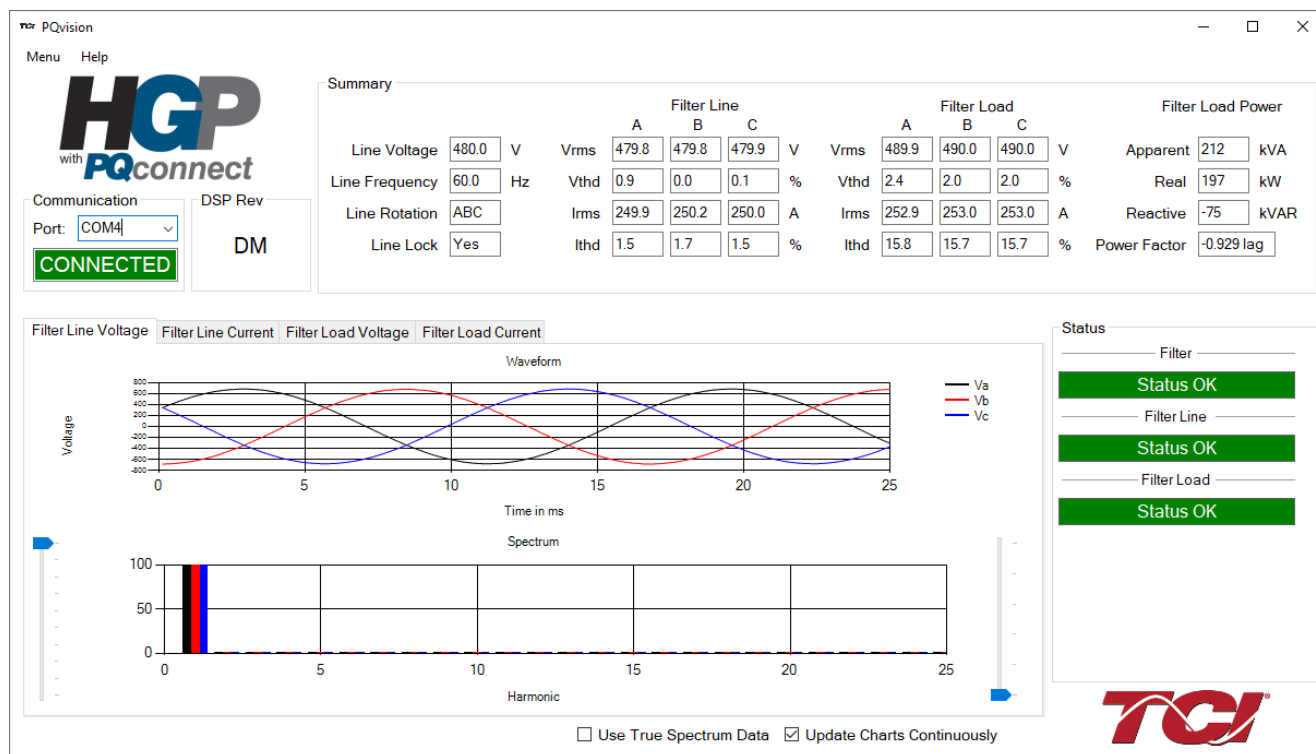 TCI PQvision
Menu Help
HGP
with PQconnect
Communication
Port: COM4
CONNECTED
DSP Rev
DM
Summary
Filter Line Filter Load Filter Load Power
A B C A B C
Line Voltage 480.0 V Vrms 479.8 479.8 479.9 V Vrms 489.9 490.0 490.0 V Apparent 212 kVA
Line Frequency 60.0 Hz Vthd 0.9 0.0 0.1 % Vthd 2.4 2.0 2.0 % Real 197 kW
Line Rotation ABC Irms 249.9 250.2 250.0 A Irms 252.9 253.0 253.0 A Reactive -75 kVAR
Line Lock Yes Ithd 1.5 1.7 1.5 % Ithd 15.8 15.7 15.7 % Power Factor -0.929 lag
Filter Line Voltage Filter Line Current Filter Load Voltage Filter Load Current
Waveform
Voltage
800
600
400
200
0
-200
-400
-600
-800
0 5 10 15 20 25
Time in ms
Va
Vb
Vc
Spectrum
100
50
0
0 5 10 15 20 25
Harmonic
Status
Filter
Status OK
Filter Line
Status OK
Filter Load
Status OK
Use True Spectrum Data Update Charts Continuously
TCI®